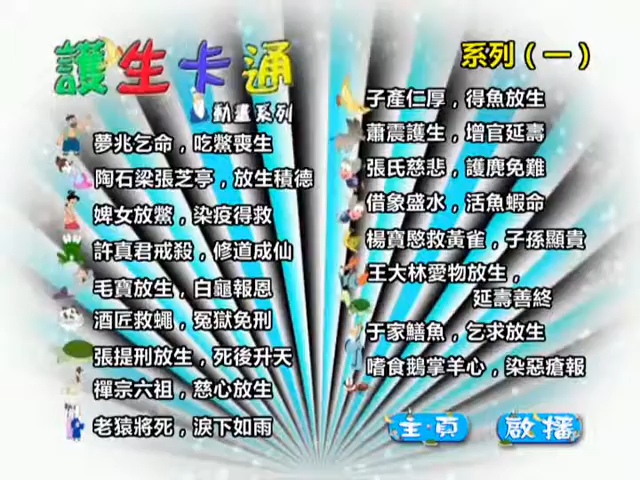 護生卡通
動畫系列
系列（一）
夢兆乞命，吃鱉喪生
陶石梁張芝亭，放生積德
婢女放鱉，染疫得救
許真君戒殺，修道成仙
毛寶放生，白龜報恩
酒匠救蠅，冤獄免刑
張提刑放生，死後升天
禪宗六祖，慈心放生
老猿將死，淚下如雨
子產仁厚，得魚放生
蕭震護生，增官延壽
張氏慈悲，護麂免難
借象盛水，活魚蝦命
楊寶愍救黃雀，子孫顯貴
王大林愛物放生，
延壽善終
于家鱔魚，乞求放生
嗜食鵝掌羊心，染惡瘡報
主頁
啟播